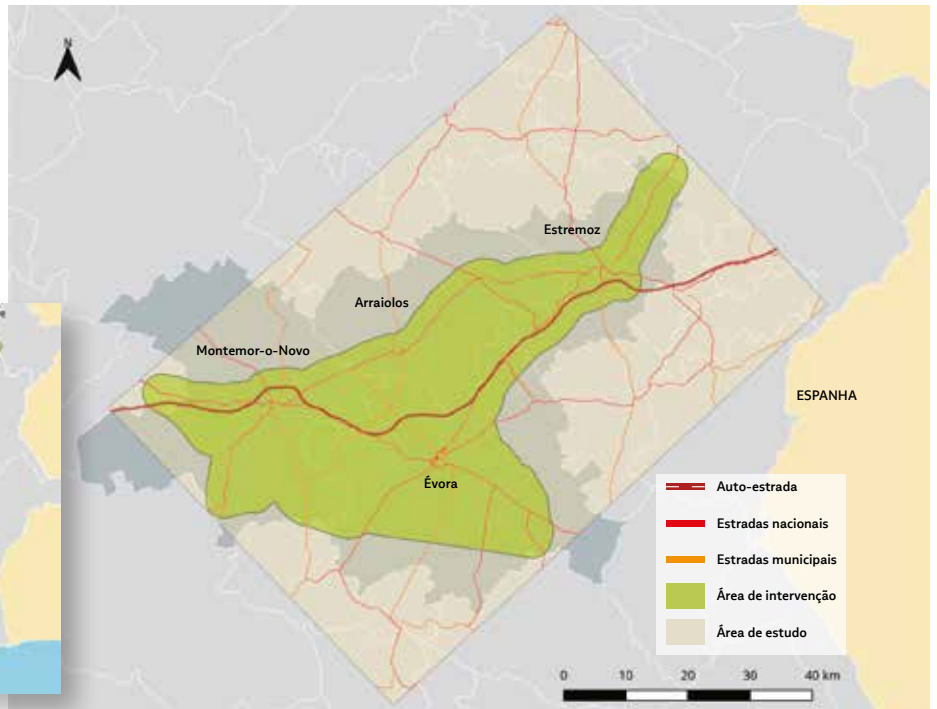 N
Estremoz
Arraiolos
Montemor-o-Novo
ESPANHA
Évora
Auto-estrada
Estradas nacionais
Estradas municipais
Área de intervenção
Área de estudo
0 10 20 30 40 km